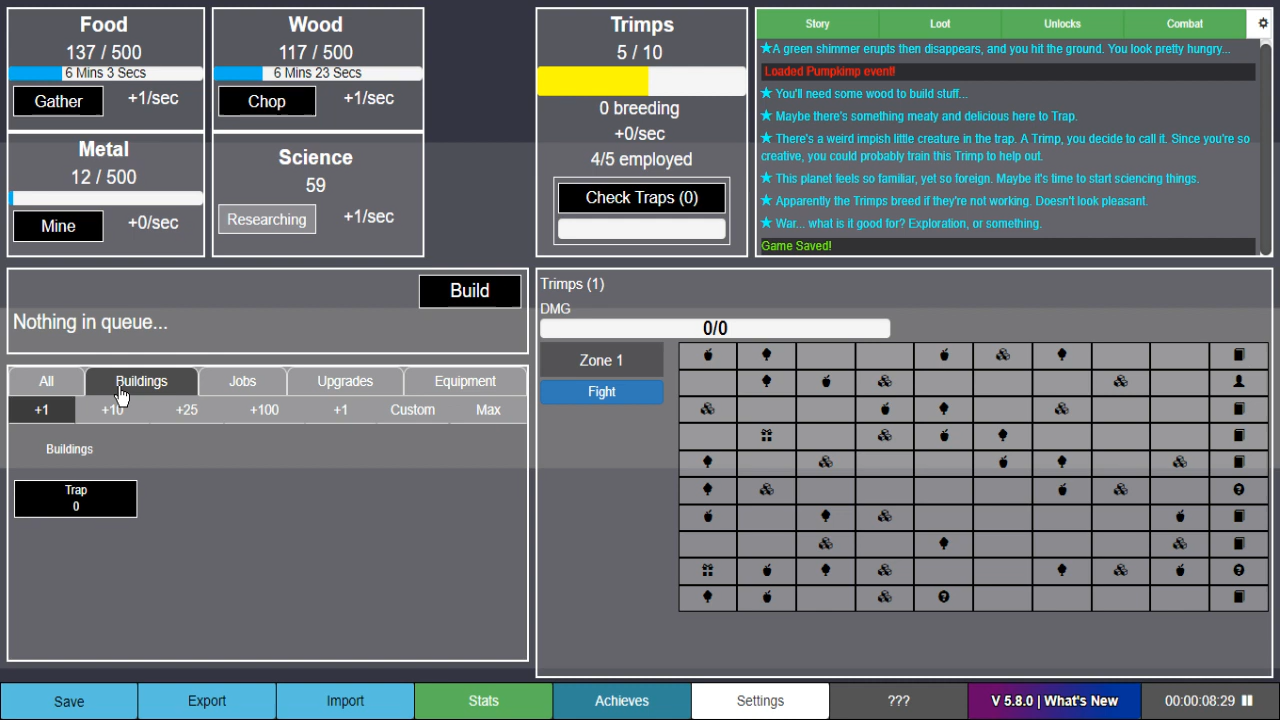 Food
137 / 500
6 Mins 3 Secs
Gather
+1/sec
Wood
117 / 500
6 Mins 23 Secs
Chop
+1/sec
Metal
12 / 500
Mine
+0/sec
Science
59
Researching
+1/sec
Trimps
5 / 10
0 breeding
+0/sec
4/5 employed
Check Traps (0)
Story
Loot
Unlocks
Combat
A green shimmer erupts then disappears, and you hit the ground. You look pretty hungry...
Loaded Pumpkimp event!
You'll need some wood to build stuff...
Maybe there's something meaty and delicious here to Trap.
There's a weird impish little creature in the trap. A Trimp, you decide to call it. Since you're so
creative, you could probably train this Trimp to help out.
This planet feels so familiar, yet so foreign. Maybe it's time to start sciencing things.
Apparently the Trimps breed if they're not working. Doesn't look pleasant.
War... what is it good for? Exploration, or something.
Game Saved!
Build
Nothing in queue...
All
Buildings
Jobs
Upgrades
Equipment
+1
+10
+25
+100
+1
Custom
Max
Buildings
Trap
0
Trimps (1)
DMG
0/0
Zone 1
Fight
Save
Export
Import
Stats
Achieves
Settings
???
V 5.8.0 | What's New
00:00:08:29